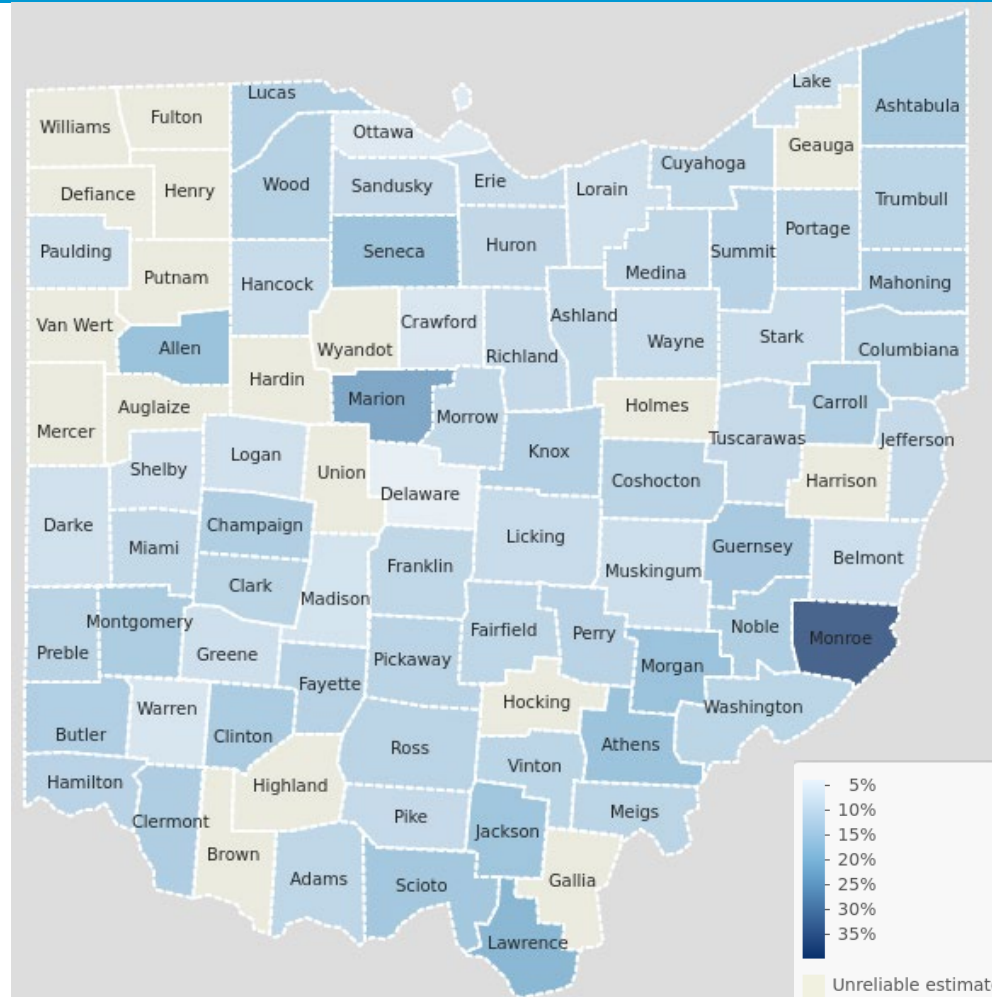 Lake
Lucas
Ashtabula
Fulton
Williams
Ottawa
Geauga
Cuyahoga
Erie
Wood
Sandusky
Lorain
Henry
Defiance
Trumbull
Portage
Huron
Paulding
Seneca
Summit
Medina
Putnam
Hancock
Mahoning
Ashland
Crawford
Van Wert
Stark
Wayne
Allen
Wyandot
Columbiana
Richland
Hardin
Marion
Carroll
Auglaize
Holmes
Morrow
Mercer
Tuscarawas
Jefferson
Knox
Logan
Shelby
Union
Coshocton
Harrison
Delaware
Darke
Champaign
Licking
Miami
Guernsey
Belmont
Franklin
Muskingum
Clark
Madison
Montgomery
Noble
Fairfield
Perry
Monroe
Preble
Greene
Pickaway
Morgan
Fayette
Hocking
Warren
Washington
Butler
Clinton
Ross
Athens
Vinton
Hamilton
Highland
5%
10%
Meigs
Pike
Clermont
15%
Jackson
Brown
20%
Adams
Scioto
Gallia
25%
30%
35%
Lawrence
Unreliable estimate